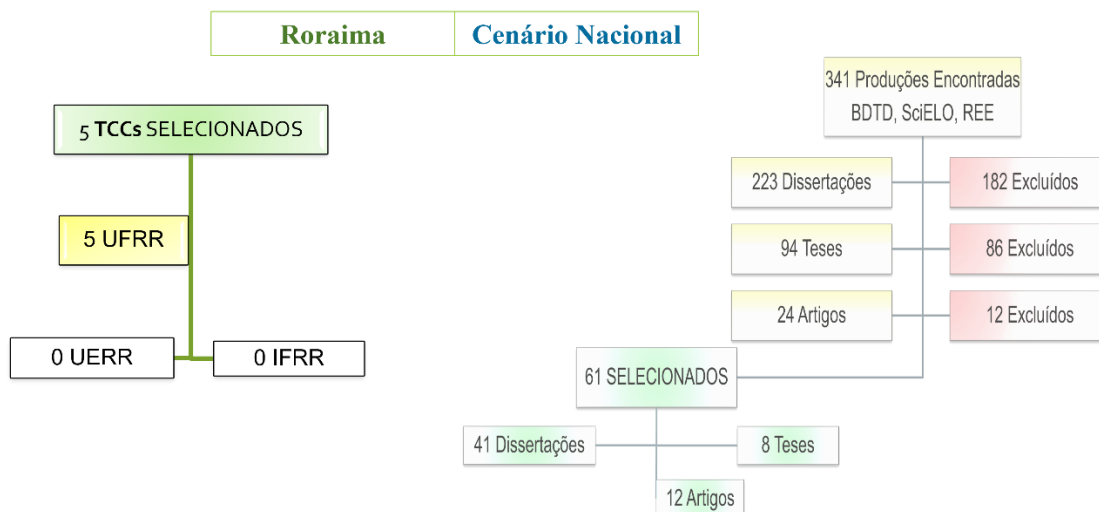 Roraima
Cenário Nacional
5 TCCs SELECIONADOS
5 UFRR
0 UERR
0 IFRR
341 Produções Encontradas
BDTD, SciELO, REE
223 Dissertações
182 Excluídos
94 Teses
86 Excluídos
24 Artigos
12 Excluídos
61 SELECIONADOS
41 Dissertações
8 Teses
12 Artigos